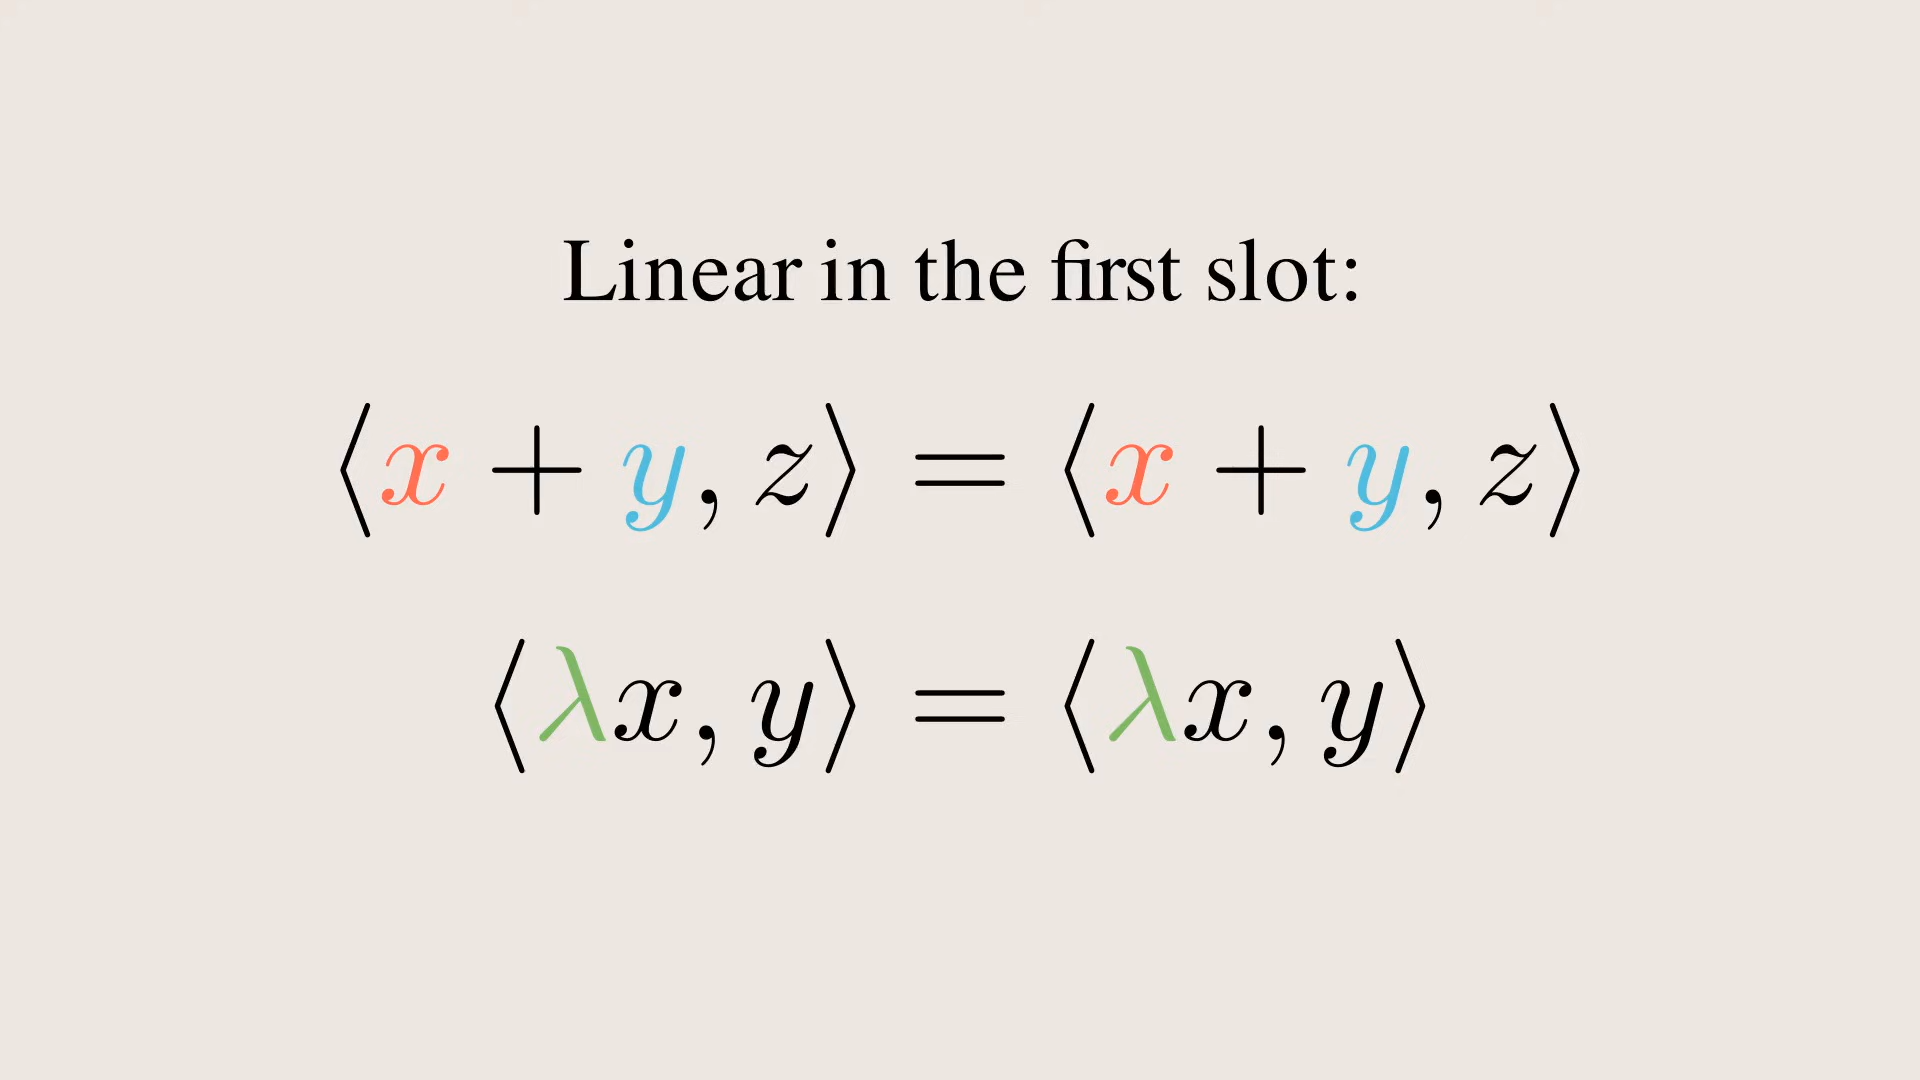 Linear in the first slot:
⟨x + y, z⟩ = ⟨x + y, z⟩
⟨λx, y⟩ = ⟨λx, y⟩